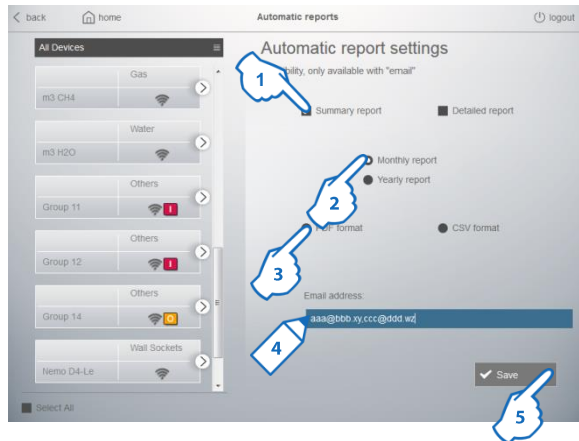 back
home
Automatic reports
logout
All Devices
Automatic report settings
only available with "email"
Gas
m3 CH4
1
Summary report
Detailed report
Water
m3 H2O
Monthly report
Yearly report
2
Others
Group 11
I
format
CSV format
3
Others
Group 12
I
Others
Group 14
O
Email address:
aaa@bbb.xy,ccc@ddd.wz
4
Wall Sockets
Nemo D4-Le
Save
5
Select All